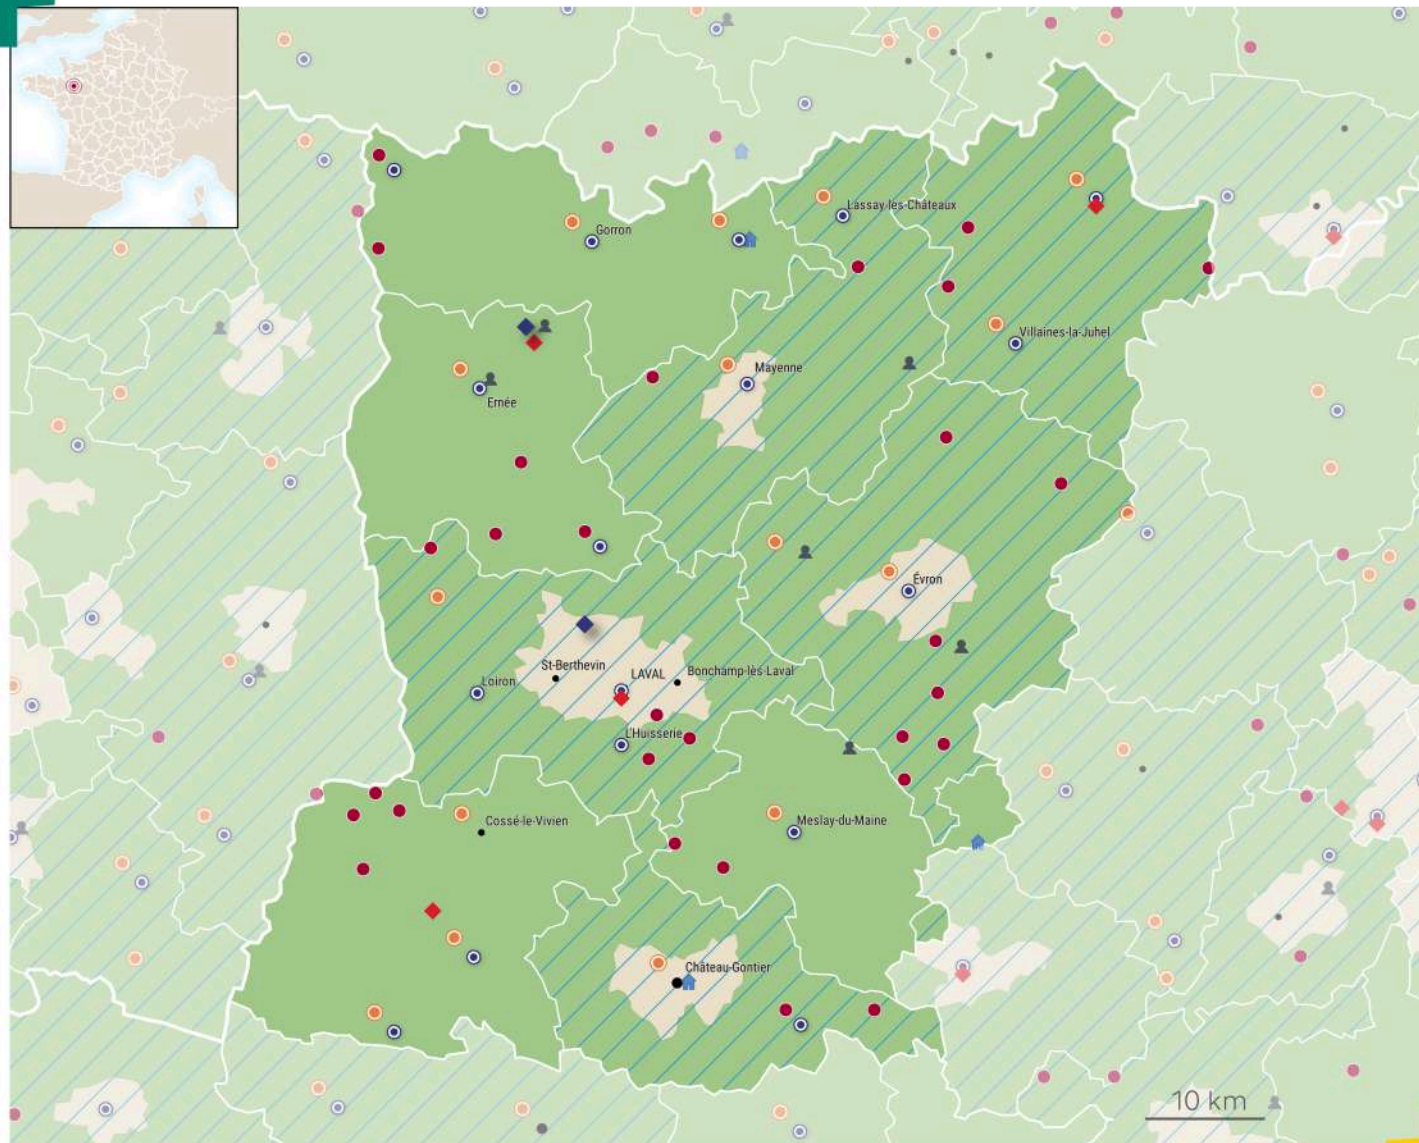 Lassay-les-Châteaux
Gorron
Villaines-la-Juhel
Mayenne
Ernée
Évron
St-Berthevin
LAVAL
Bonchamp-lès-Laval
Loiron
L'Huisserie
Cossé-le-Vivien
Meslay-du-Maine
Château-Gontier
10 km